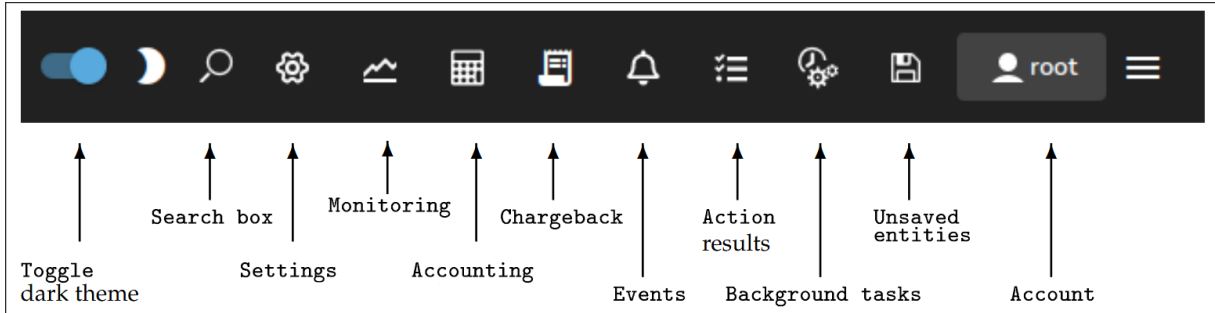 root
Search box
Monitoring
Chargeback
Action
results
Unsaved
entities
Toggle
dark theme
Settings
Accounting
Events
Background tasks
Account